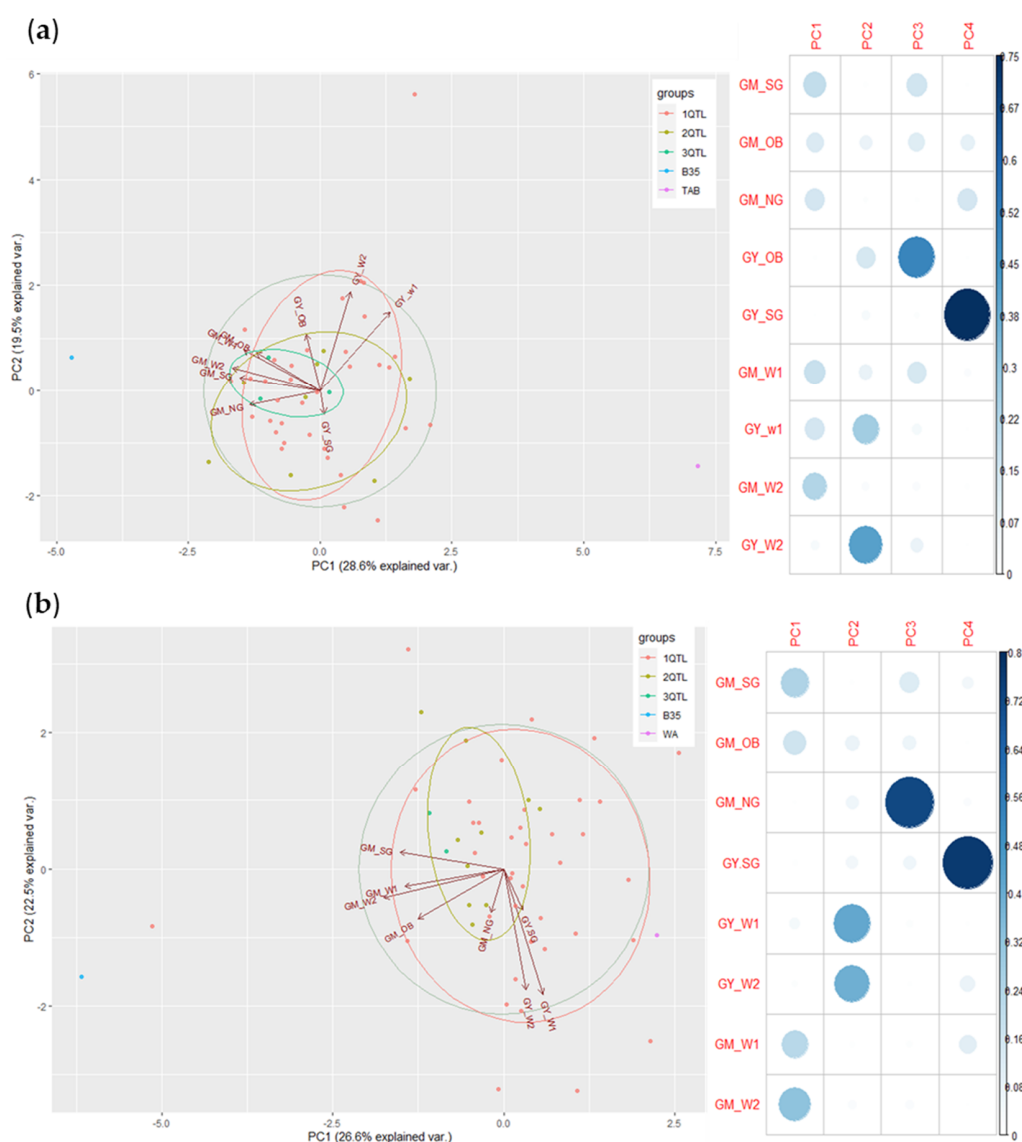 (a)
6
4
2
0
-2
PC2 (19.5% explained var.)
-5.0
-2.5
0.0
2.5
5.0
7.5
PC1 (28.6% explained var.)
groups
1QTL
2QTL
3QTL
B35
TAB
GY_W2
GY_w1
GY_OB
GM_OB
GM_W1
GM_W2
GM_SG
GM_NG
GY_SG
PC1
PC2
PC3
PC4
GM_SG
GM_OB
GM_NG
GY_OB
GY_SG
GM_W1
GY_w1
GM_W2
GY_W2
0.75
0.67
0.6
0.52
0.45
0.38
0.3
0.22
0.15
0.07
0
(b)
2
0
-2
PC2 (22.5% explained var.)
-5.0
-2.5
0.0
2.5
PC1 (26.6% explained var.)
groups
1QTL
2QTL
3QTL
B35
WA
GM_SG
GM_W1
GM_W2
GM_OB
GM_NG
GY.SG
GY_W2
GY_W1
PC1
PC2
PC3
PC4
GM_SG
GM_OB
GM_NG
GY.SG
GY_W1
GY_W2
GM_W1
GM_W2
0.8
0.72
0.64
0.56
0.48
0.4
0.32
0.24
0.16
0.08
0